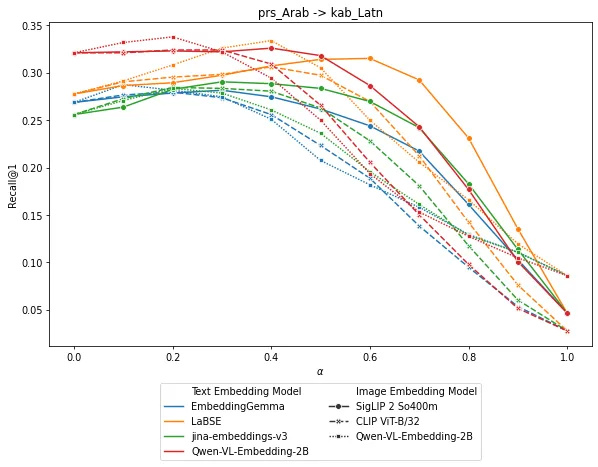 prs_Arab -> kab_Latn
Recall@1
0.35
0.30
0.25
0.20
0.15
0.10
0.05
0.0
0.2
0.4
0.6
0.8
1.0
α
Text Embedding Model
EmbeddingGemma
LaBSE
jina-embeddings-v3
Qwen-VL-Embedding-2B
Image Embedding Model
SigLIP 2 So400m
CLIP ViT-B/32
Qwen-VL-Embedding-2B